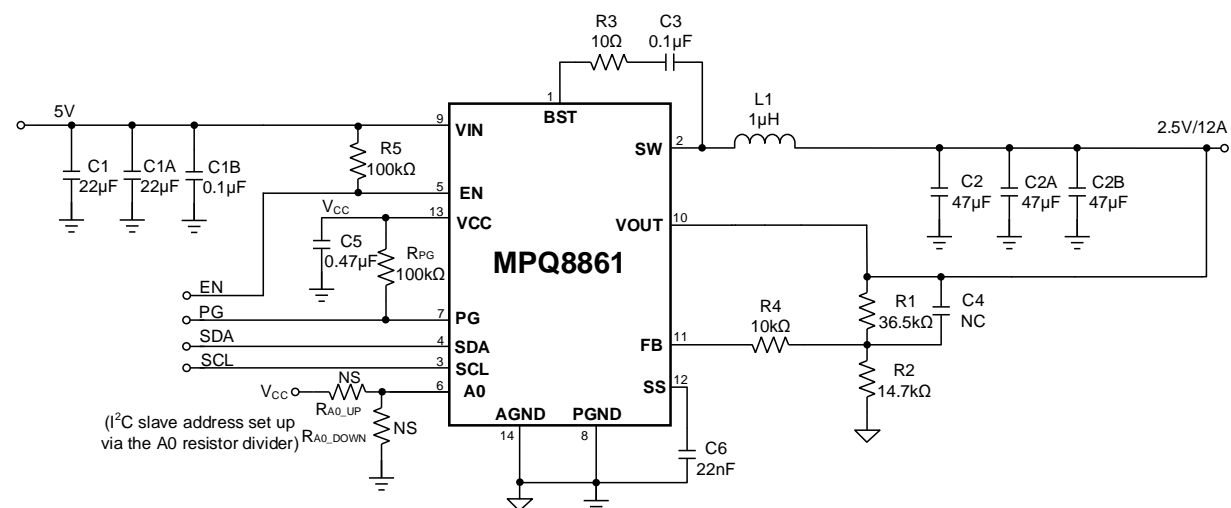 R3
10Ω
C3
0.1µF
1
BST
5V
9
VIN
C1
22µF
C1A
22µF
C1B
0.1µF
R5
100kΩ
5
EN
VCC
13
VCC
C5
0.47µF
RPG
100kΩ
EN
PG
7
PG
SDA
4
SDA
SCL
3
SCL
VCC
NS
6
A0
RA0_UP
NS
RA0_DOWN
(I²C slave address set up
via the A0 resistor divider)
MPQ8861
L1
1µH
SW
2
2.5V/12A
C2
47µF
C2A
47µF
C2B
47µF
VOUT
10
R1
36.5kΩ
C4
NC
R4
10kΩ
FB
11
R2
14.7kΩ
SS
12
AGND
14
PGND
8
C6
22nF